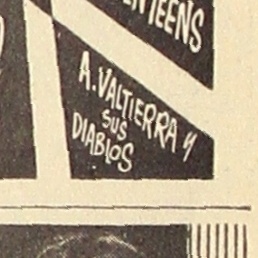 TEENS
A. VALTIERRA Y
SUS
DIABLOS